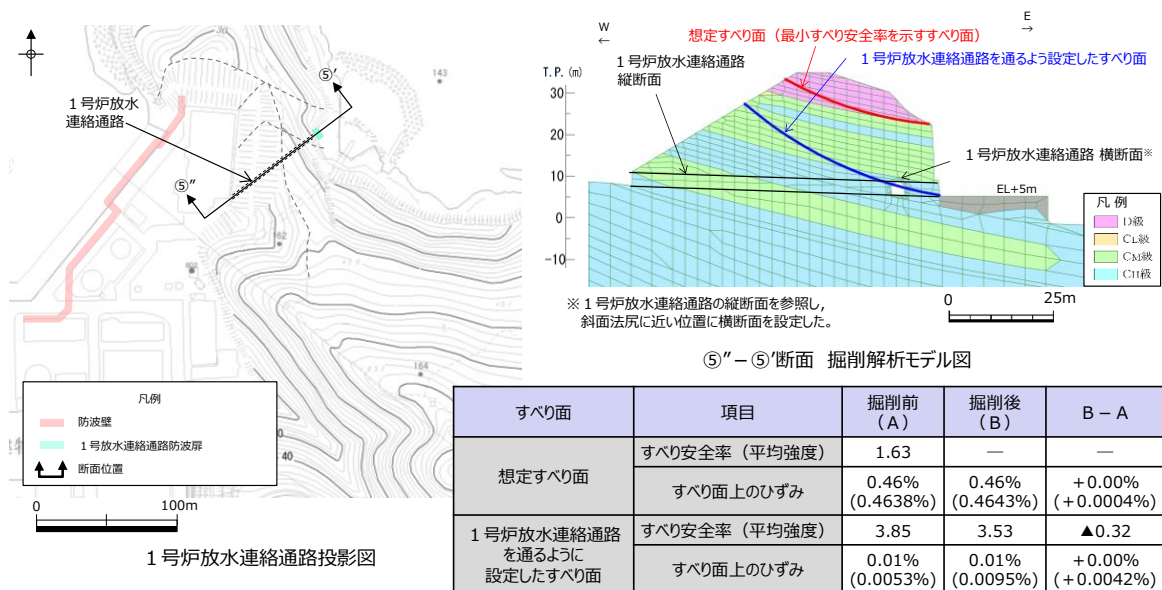 30
⑤′
143
1号炉放水
連絡通路
⑤″
162
602
164
40
凡例
防波壁
1号放水連絡通路防波扉
断面位置
0
100m
1号炉放水連絡通路投影図
W
←
E
→
想定すべり面（最小すべり安全率を示すすべり面）
1号炉放水連絡通路を通るよう設定したすべり面
1号炉放水連絡通路
縦断面
T.P.(m)
30
20
10
0
-10
1号炉放水連絡通路 横断面※
EL+5m
凡 例
D級
CL級
CM級
CH級
※1号炉放水連絡通路の縦断面を参照し，
斜面法尻に近い位置に横断面を設定した。
0
25m
⑤″－⑤′断面 掘削解析モデル図
すべり面 項目 掘削前（A） 掘削後（B） B－A
想定すべり面
すべり安全率（平均強度） 1.63 — —
すべり面上のひずみ 0.46% 0.46% +0.00%
(0.4638%) (0.4643%) (+0.0004%)
1号炉放水連絡通路
を通るように
設定したすべり面
すべり安全率（平均強度） 3.85 3.53 ▲0.32
すべり面上のひずみ 0.01% 0.01% +0.00%
(0.0053%) (0.0095%) (+0.0042%)